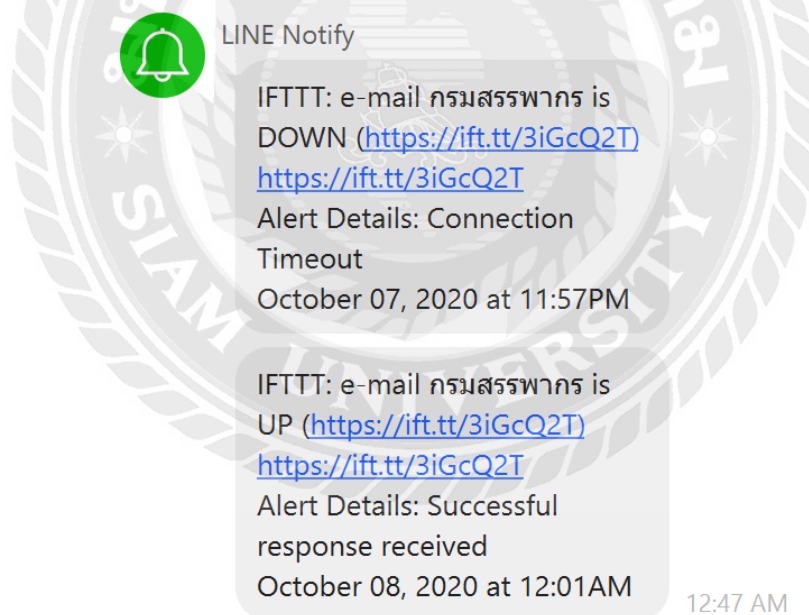 LINE Notify
IFTTT: e-mail กรมสรรพากร is
DOWN (https://ift.tt/3iGcQ2T)
https://ift.tt/3iGcQ2T
Alert Details: Connection
Timeout
October 07, 2020 at 11:57PM
IFTTT: e-mail กรมสรรพากร is
UP (https://ift.tt/3iGcQ2T)
https://ift.tt/3iGcQ2T
Alert Details: Successful
response received
October 08, 2020 at 12:01AM
12:47 AM
SIAM UNIVERSITY